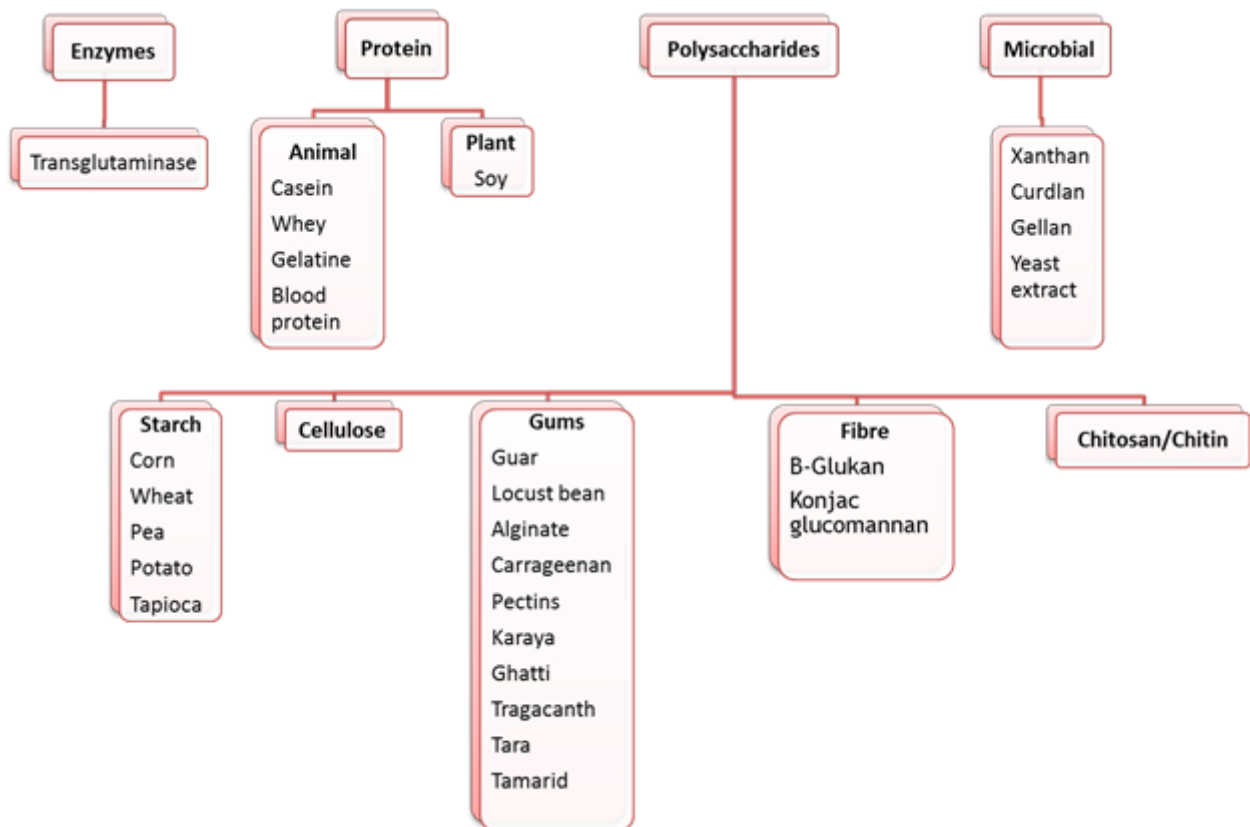 Enzymes
Protein
Polysaccharides
Microbial
Transglutaminase
Animal
Casein
Whey
Gelatine
Blood
protein
Plant
Soy
Xanthan
Curdlan
Gellan
Yeast
extract
Starch
Corn
Wheat
Pea
Potato
Tapioca
Cellulose
Gums
Guar
Locust bean
Alginate
Carrageenan
Pectins
Karaya
Ghatti
Tragacanth
Tara
Tamarid
Fibre
B-Glukan
Konjac
glucomannan
Chitosan/Chitin